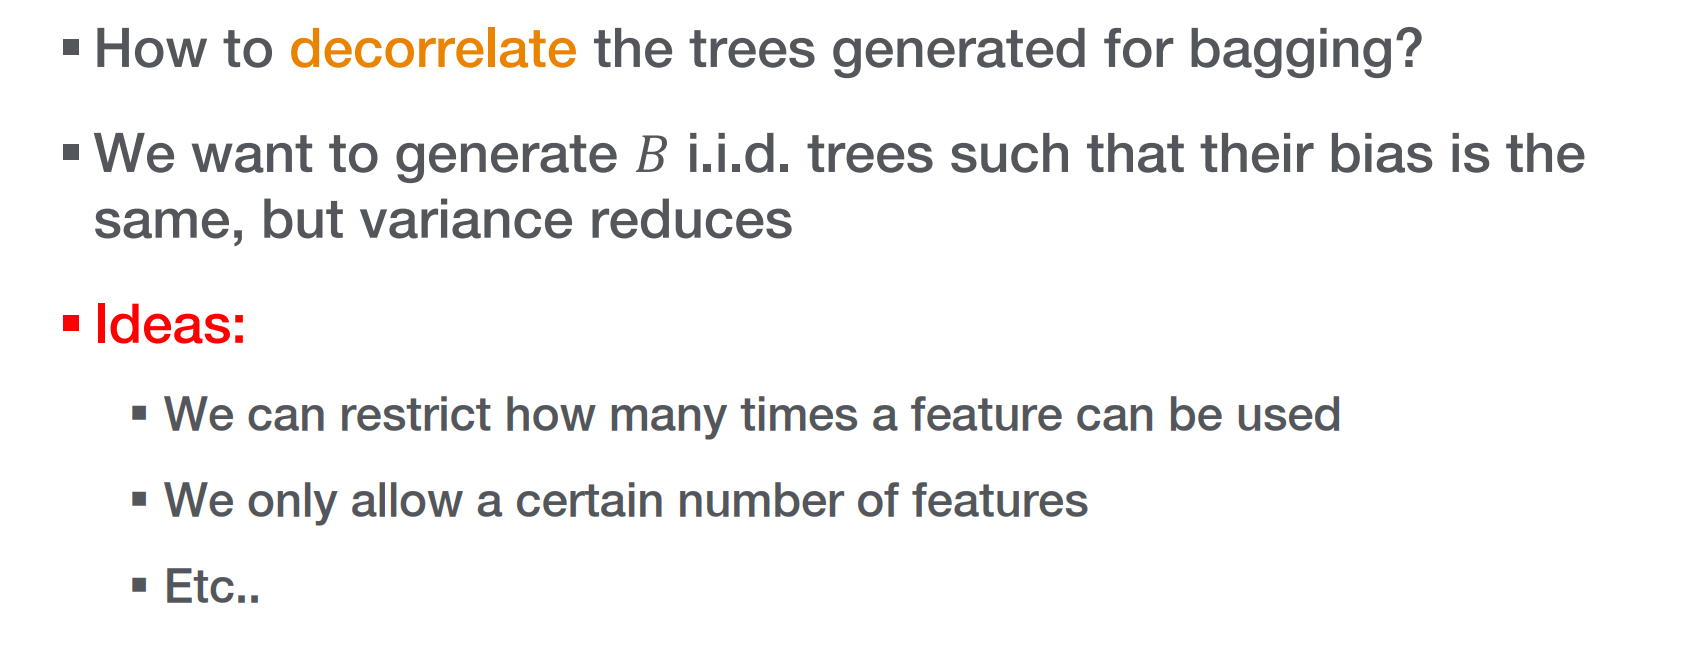 ▪ How to decorrelate the trees generated for bagging?
▪ We want to generate B i.i.d. trees such that their bias is the
same, but variance reduces
▪ Ideas:
▪ We can restrict how many times a feature can be used
▪ We only allow a certain number of features
▪ Etc..